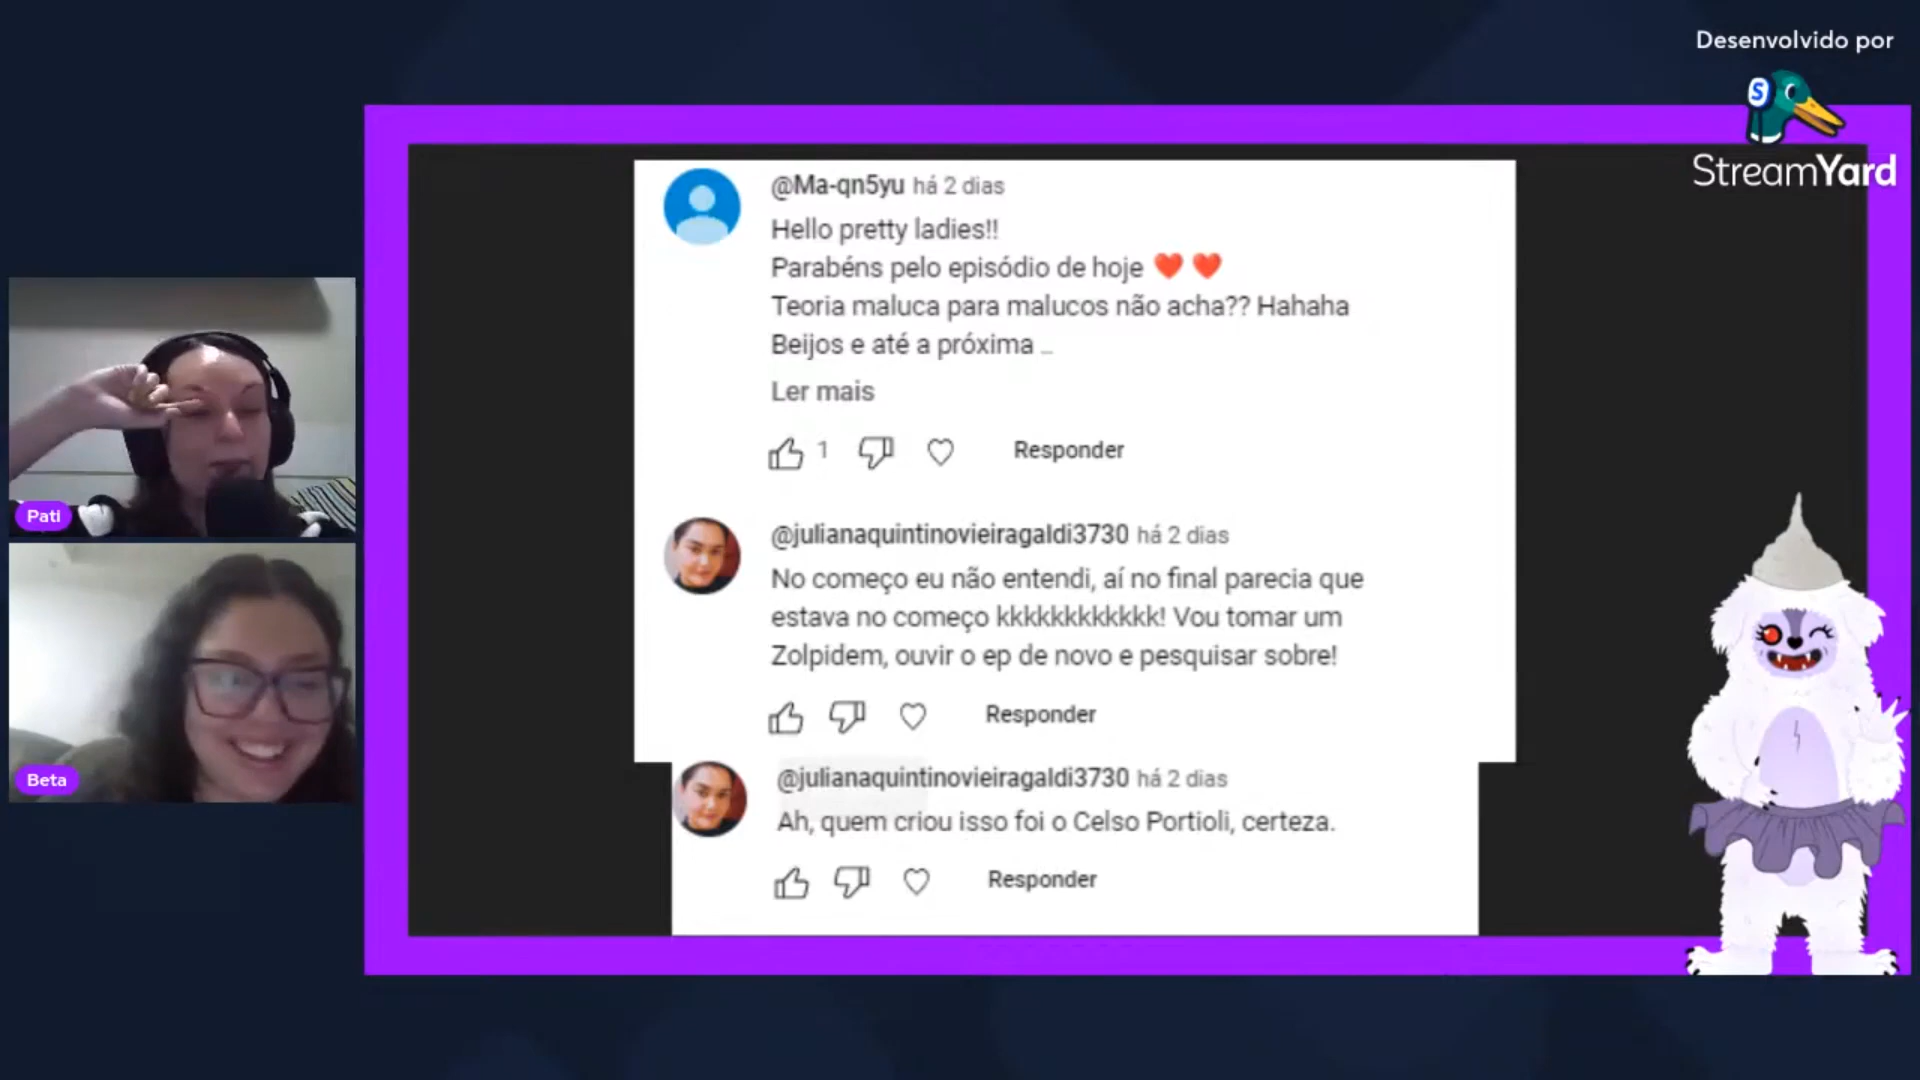 Desenvolvido por
S
StreamYard
@Ma-qn5yu há 2 dias
Hello pretty ladies!!
Parabéns pelo episódio de hoje ❤️ ❤️
Teoria maluca para malucos não acha?? Hahaha
Beijos e até a próxima ...
Ler mais
1 Responder
@julianaquintinovieiragaldi3730 há 2 dias
No começo eu não entendi, aí no final parecia que
estava no começo kkkkkkkkkkkk! Vou tomar um
Zolpidem, ouvir o ep de novo e pesquisar sobre!
Responder
@julianaquintinovieiragaldi3730 há 2 dias
Ah, quem criou isso foi o Celso Portioli, certeza.
Responder
Pati
Beta